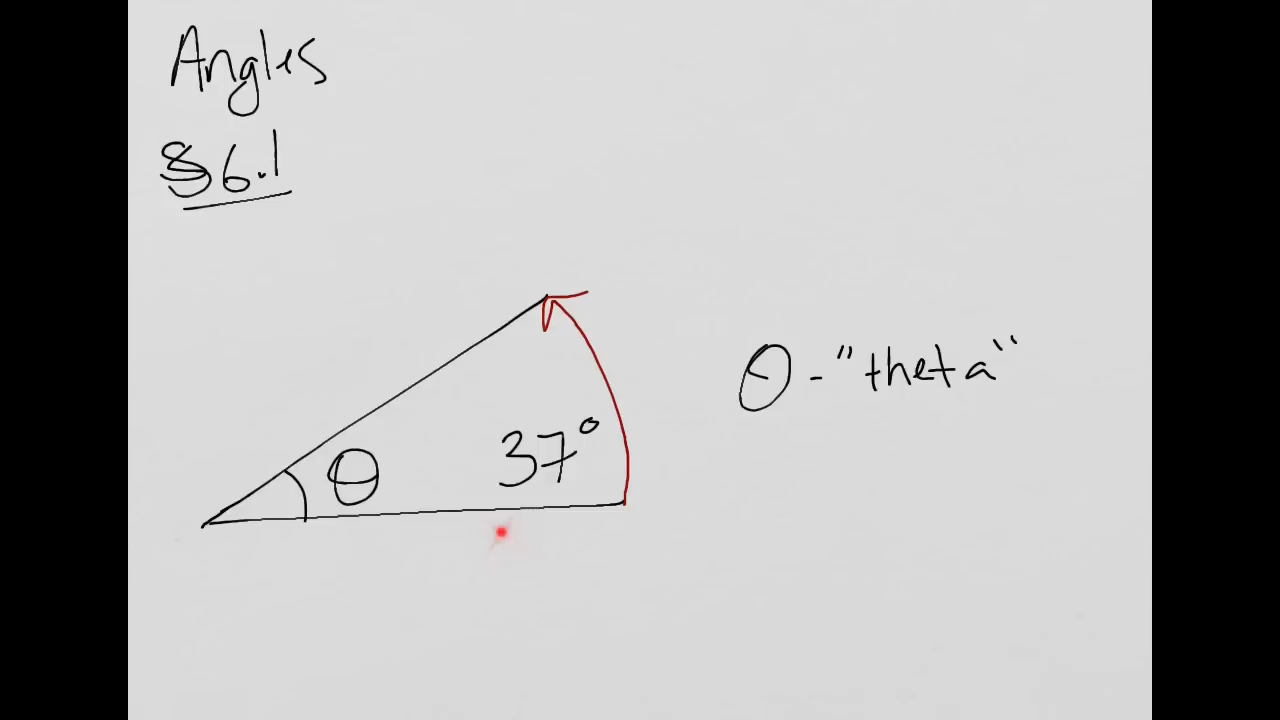 Angles
§6.1
θ - "theta"
θ
37°